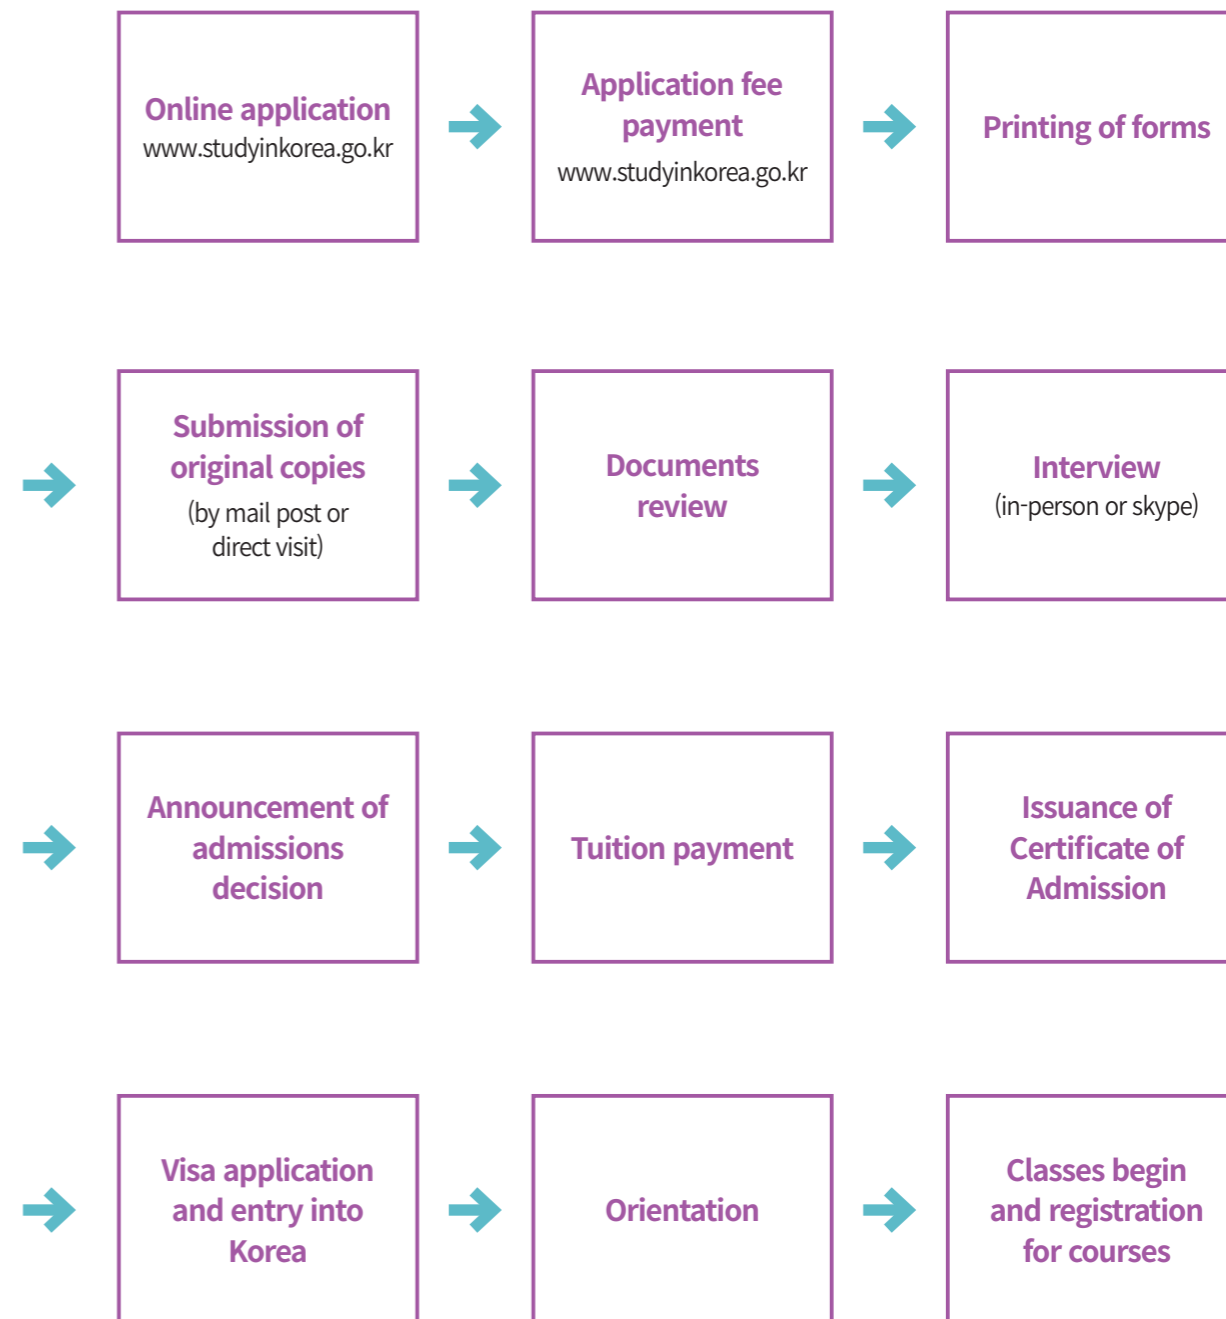 Online application
www.studyinkorea.go.kr
Application fee
payment
www.studyinkorea.go.kr
Printing of forms
Submission of
original copies
(by mail post or
direct visit)
Documents
review
Interview
(in-person or skype)
Announcement of
admissions
decision
Tuition payment
Issuance of
Certificate of
Admission
Visa application
and entry into
Korea
Orientation
Classes begin
and registration
for courses